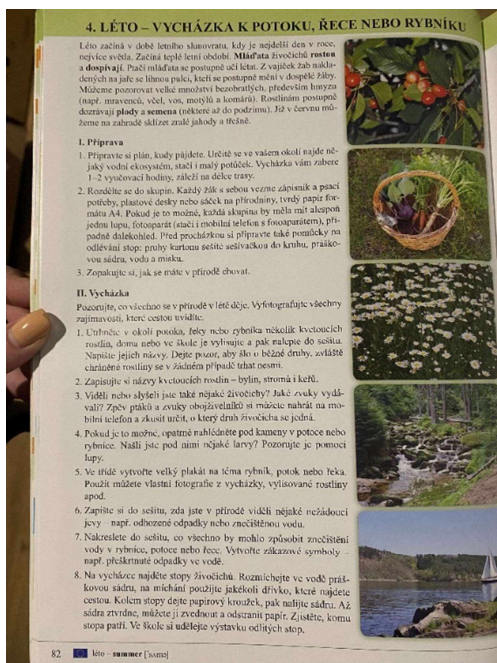 4. LÉTO – VYCHÁZKA K POTOKU, ŘECE NEBO RYBNÍKU
Léto začíná v době letního slunovratu, kdy je nejdelší den v roce,
nejvíce světla. Začíná teplé letní období. Mláďata živočichů rostou
a dospívají. Ptačí mláďata se postupně učí létat. Z vajíček žab nakla-
dených na jaře se líhnou pulci, kteří se postupně mění v dospělé žáby.
Můžeme pozorovat velké množství bezobratlých, především hmyzu
(např. mravenců, včel, vos, motýlů a komárů). Rostlinám postupně
dozrávají plody a semena (některé až do podzimu). Již v červnu mů-
žeme na zahradě sklízet zralé jahody a třešně.
I. Příprava
1. Připravte si plán, kudy půjdete. Určitě se ve vašem okolí najde ně-
jaký vodní ekosystém, stačí i malý potůček. Vycházka vám zabere
1–2 vyučovací hodiny, záleží na délce trasy.
2. Rozdělte se do skupin. Každý žák s sebou vezme zápisník a psací
potřeby, plastové desky nebo sáček na přírodniny, tvrdý papír for-
mátu A4. Pokud je to možné, každá skupina by měla mít alespoň
jednu lupu, fotoaparát (stačí i mobilní telefon s fotoaparátem), pří-
padně dalekohled. Před procházkou si připravte také pomůcky na
odlévání stop: pruhy kartonu sešité sešívačkou do kruhu, práško-
vou sádru, vodu a misku.
3. Zopakujte si, jak se máte v přírodě chovat.
II. Vycházka
Pozorujte, co všechno se v přírodě v létě děje. Vyfotografujte všechny
zajímavosti, které cestou uvidíte.
1. Utrhněte v okolí potoka, řeky nebo rybníka několik kvetoucích
rostlin, doma nebo ve škole je vylisujte a pak nalepte do sešitu.
Napište jejich názvy. Dejte pozor, aby šlo o běžné druhy, zvláště
chráněné rostliny se v žádném případě trhat nesmí.
2. Zapisujte si názvy kvetoucích rostlin – bylin, stromů i keřů.
3. Viděli nebo slyšeli jste také nějaké živočichy? Jaké zvuky vydá-
vali? Zpěv ptáků a zvuky obojživelníků si můžete nahrát na mo-
bilní telefon a zkusit určit, o který druh živočicha se jedná.
4. Pokud je to možné, opatrně nahlédněte pod kameny v potoce nebo
rybníce. Našli jste pod nimi nějaké larvy? Pozorujte je pomocí
lupy.
5. Ve třídě vytvořte velký plakát na téma rybník, potok nebo řeka.
Použít můžete vlastní fotografie z vycházky, vylisované rostliny
apod.
6. Zapište si do sešitu, zda jste v přírodě viděli nějaké nežádoucí
jevy – např. odhozené odpadky nebo znečištěnou vodu.
7. Nakreslete do sešitu, co všechno by mohlo způsobit znečištění
vody v rybníce, potoce nebo řece. Vytvořte zákazové symboly –
např. přeškrtnuté odpadky ve vodě.
8. Na vycházce najděte stopy živočichů. Rozmíchejte ve vodě práš-
kovou sádru, na míchání použijte jakékoli dřívko, které najdete
cestou. Kolem stopy dejte papírový kroužek, pak nalijte sádru. Až
sádra ztvrdne, můžete ji zvednout a odstranit papír. Zjistěte, komu
stopa patří. Ve škole si udělejte výstavku odlitých stop.
82 léto – summer [ˈsʌmə]